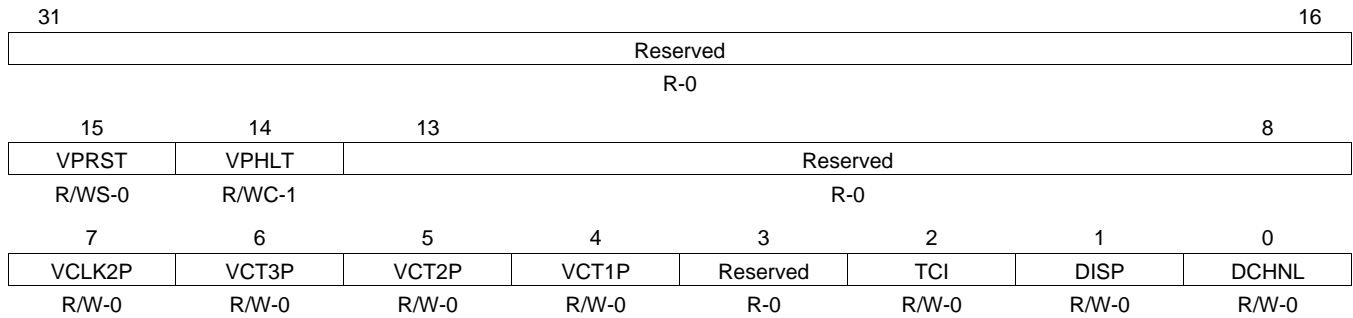 31 16
Reserved
R-0
15 14 13 8
VPRST VPHLT Reserved
R/WS-0 R/WC-1 R-0
7 6 5 4 3 2 1 0
VCLK2P VCT3P VCT2P VCT1P Reserved TCI DISP DCHNL
R/W-0 R/W-0 R/W-0 R/W-0 R-0 R/W-0 R/W-0 R/W-0